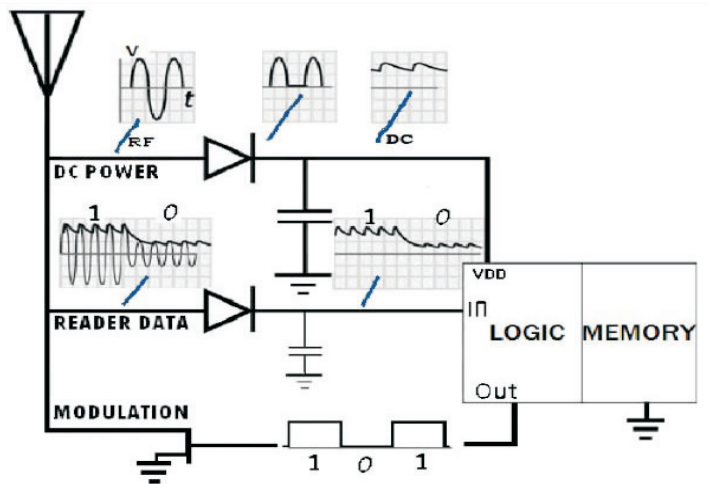 V
t
RF
DC
DC POWER
1 0
1 0
VDD
In
READER DATA
LOGIC MEMORY
Out
MODULATION
1 0 1